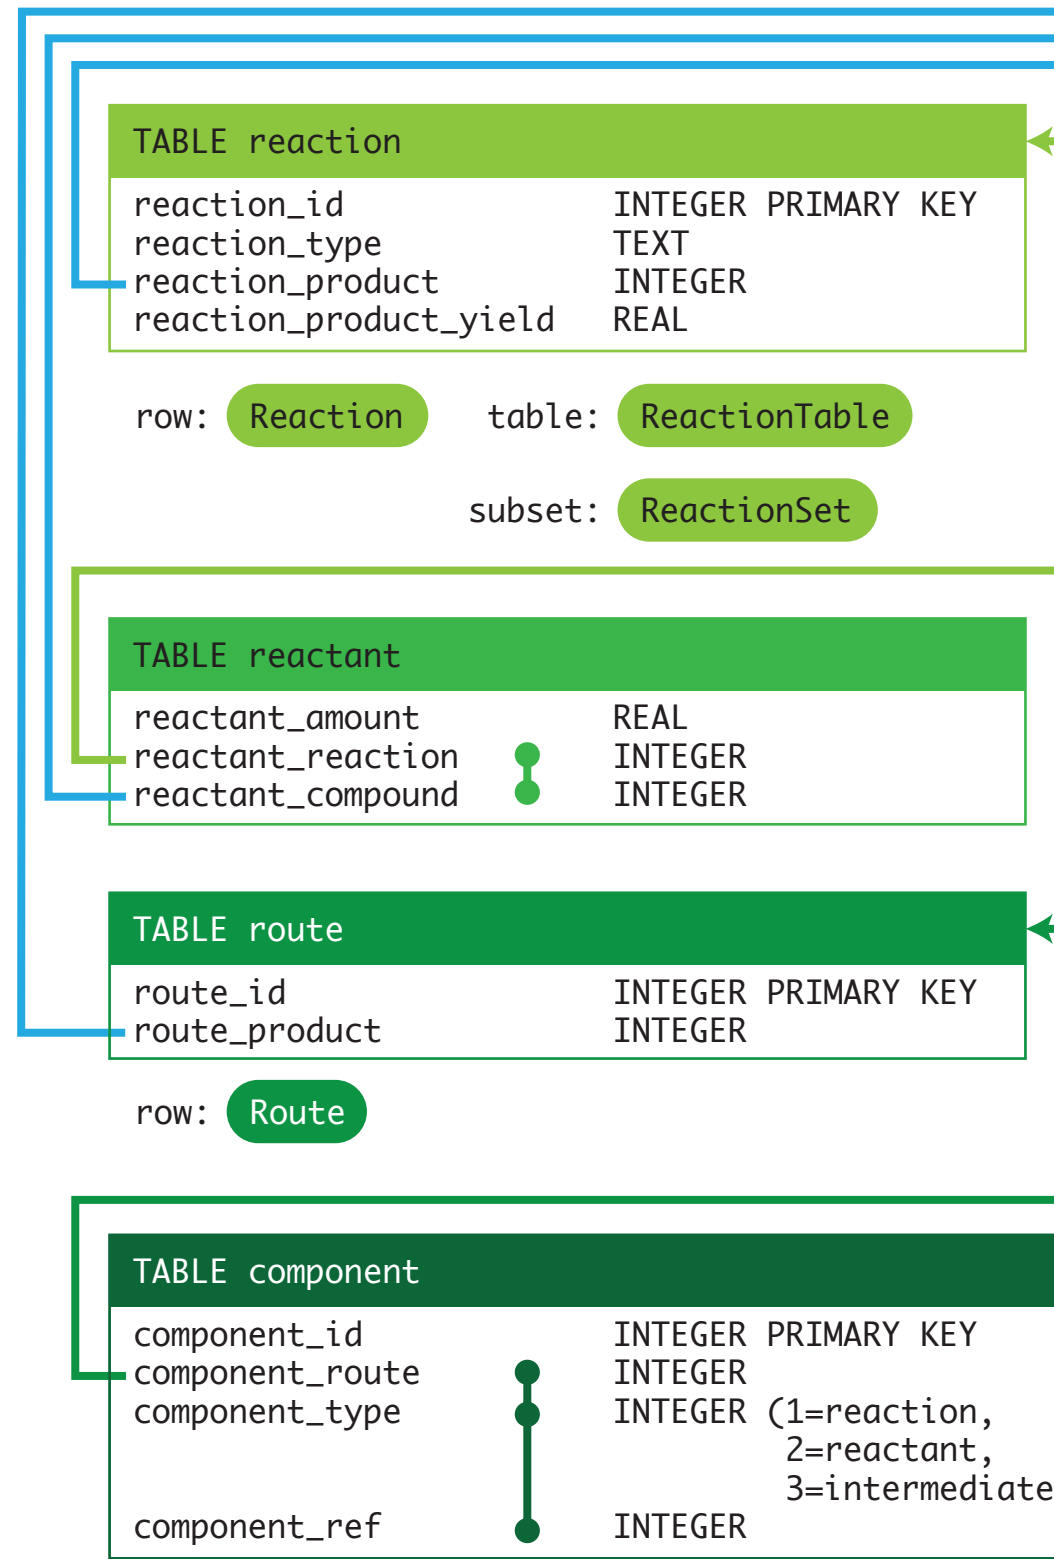 TABLE reaction
reaction_id INTEGER PRIMARY KEY
reaction_type TEXT
reaction_product INTEGER
reaction_product_yield REAL
row: Reaction table: ReactionTable
subset: ReactionSet
TABLE reactant
reactant_amount REAL
reactant_reaction INTEGER
reactant_compound INTEGER
TABLE route
route_id INTEGER PRIMARY KEY
route_product INTEGER
row: Route
TABLE component
component_id INTEGER PRIMARY KEY
component_route INTEGER
component_type INTEGER (1=reaction,
2=reactant,
3=intermediate
component_ref INTEGER